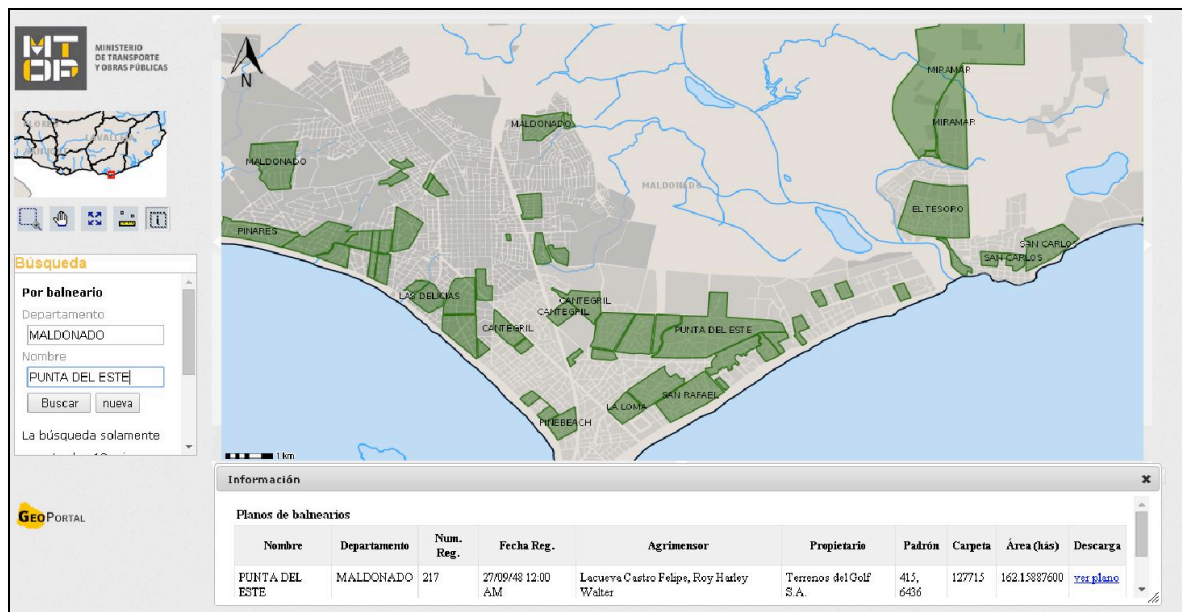 MT
OP
MINISTERIO
DE TRANSPORTE
Y OBRAS PÚBLICAS
LAVALLEJA
Búsqueda
Por balneario
Departamento
MALDONADO
Nombre
PUNTA DEL ESTE
Buscar nueva
La búsqueda solamente
GEOPORTAL
N
MIRAMAR
MALDONADO
MIRAMAR
MALDONADO
MALDONADO
EL TESORO
PINARES
SAN CARLOS
SAN CARLOS
LAS DELICIAS
CANTEGRIL
CANTEGRIL
CANTEGRIL
PUNTA DEL ESTE
SAN RAFAEL
LA LOMA
PINEBEACH
1 km
Información
Planos de balnearios
Nombre Departamento Num. Reg. Fecha Reg. Agrimensor Propietario Padrón Carpeta Área (hás) Descarga
PUNTA DEL ESTE MALDONADO 217 27/09/48 12:00 AM Lacueva Castro Felipe, Roy Harley Walter Terrenos del Golf S.A. 415, 6436 127715 162.15887600 ver plano